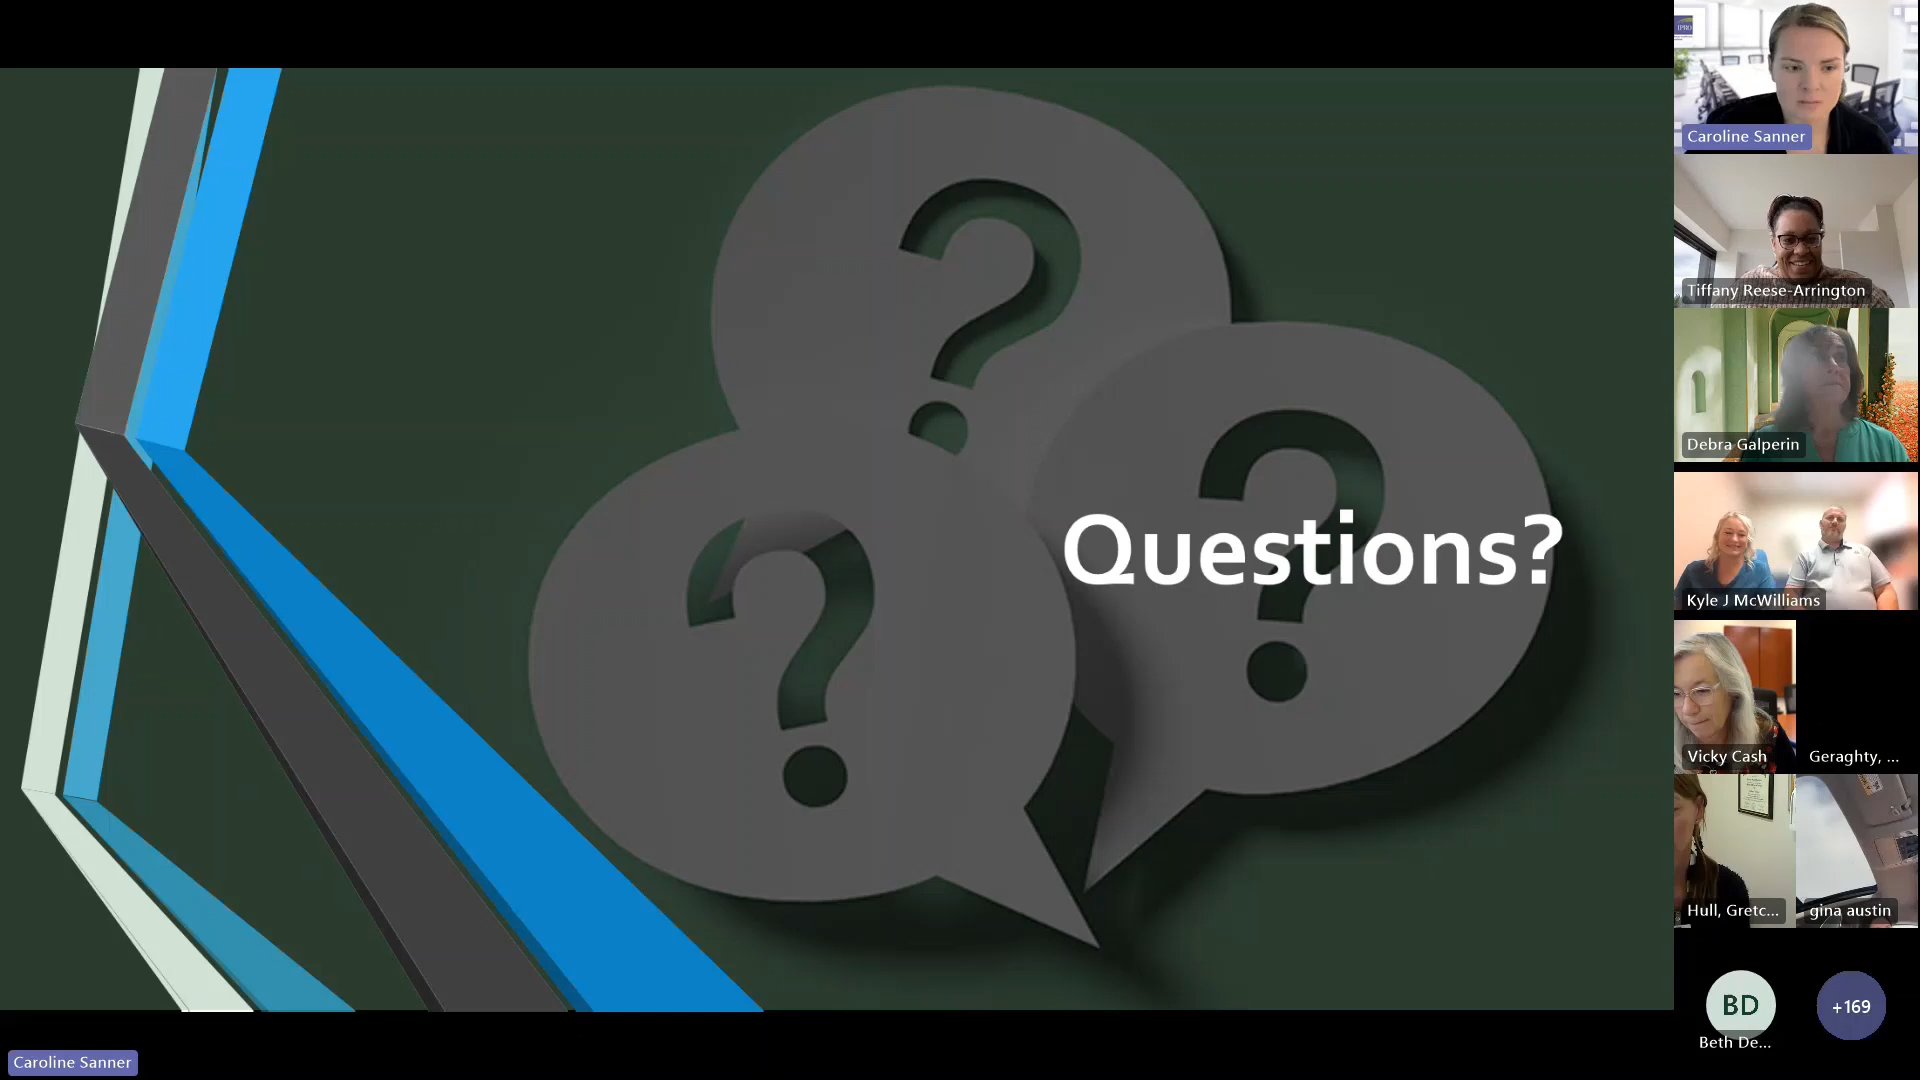 Questions?
IPRO
Caroline Sanner
Tiffany Reese-Arrington
Debra Galperin
Kyle J McWilliams
Vicky Cash
Geraghty, ...
Hull, Gretc...
gina austin
BD
+169
Beth De...
Caroline Sanner